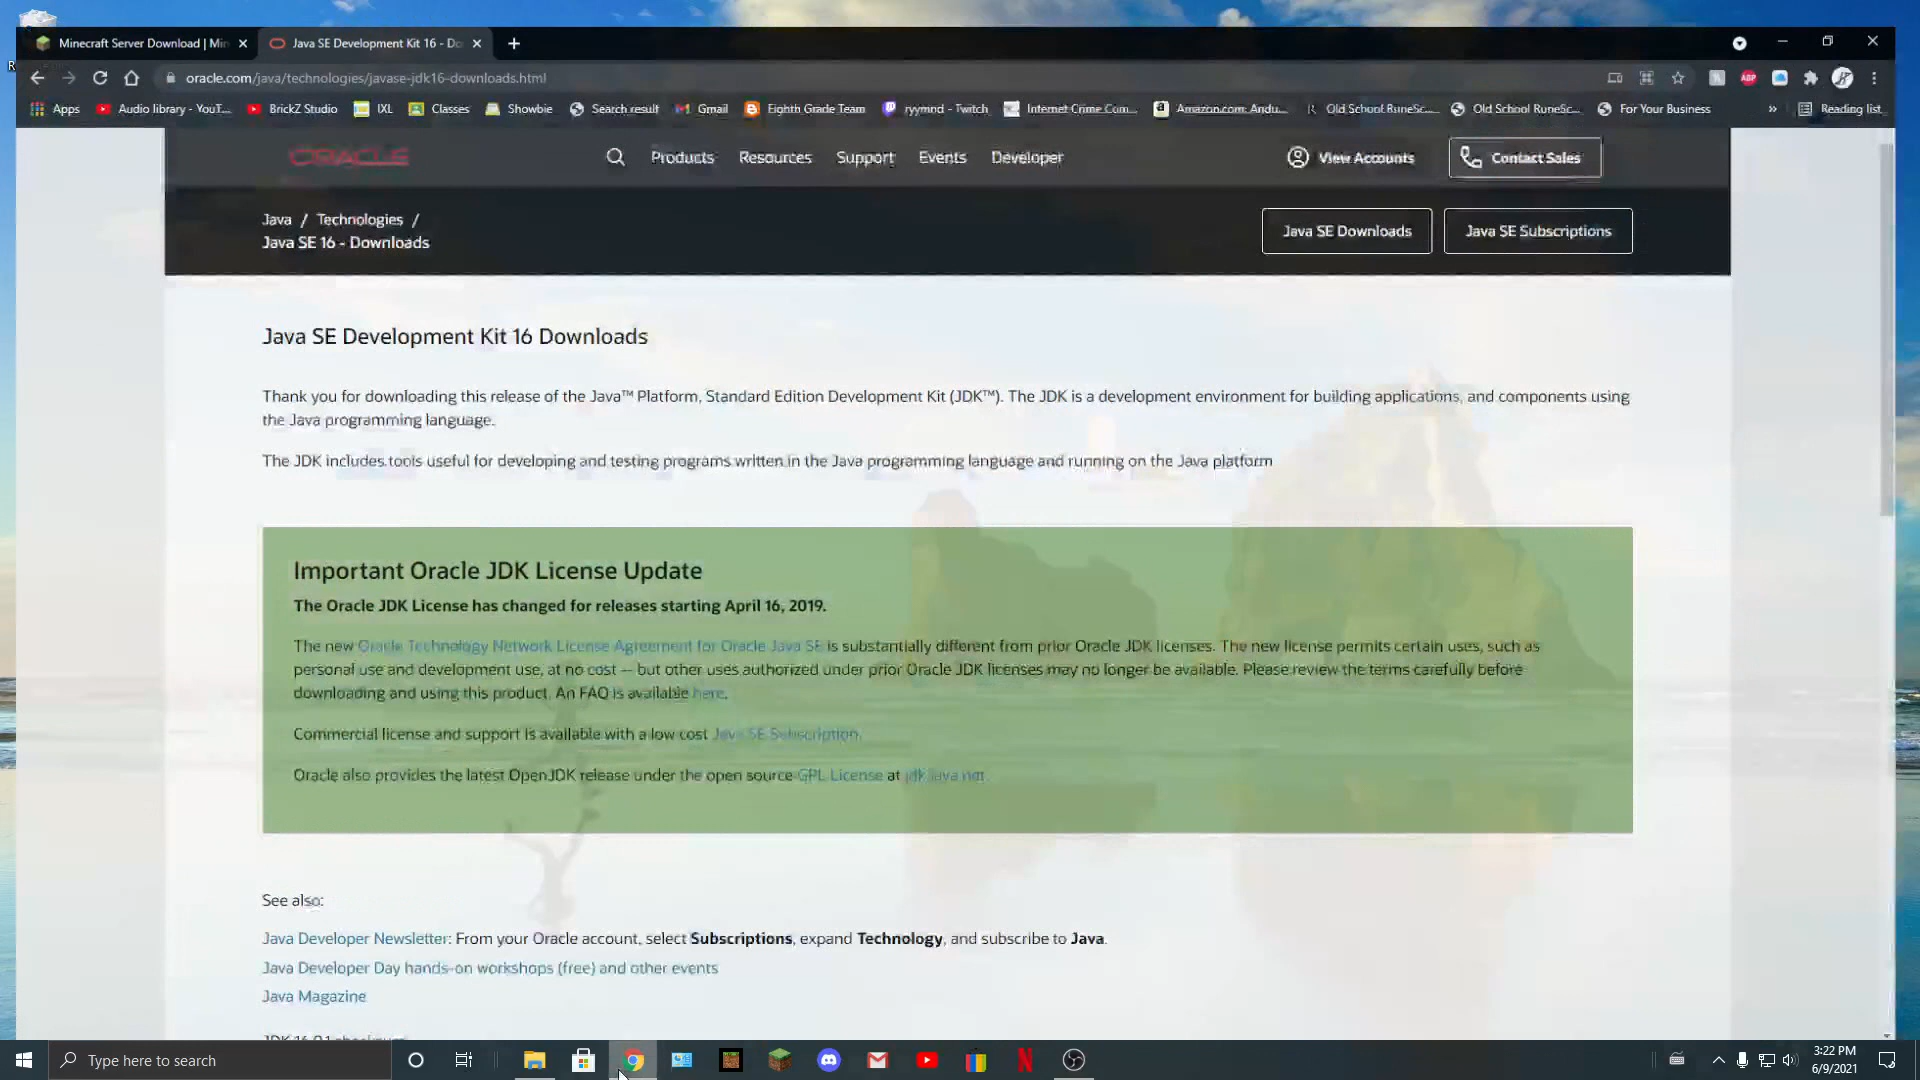 Minecraft Server Download | Min
Java SE Development Kit 16 - Do
oracle.com/java/technologies/javase-jdk16-downloads.html
ABP
Apps
Audio library - YouT...
BrickZ Studio
IXL
Classes
Showbie
Search result
Gmail
Eighth Grade Team
ryymnd - Twitch
Internet Crime Com...
Amazon.com: Andu...
Old School RuneSc...
Old School RuneSc...
For Your Business
»
Reading list
ORACLE
Products
Resources
Support
Events
Developer
View Accounts
Contact Sales
Java / Technologies /
Java SE 16 - Downloads
Java SE Downloads
Java SE Subscriptions
Java SE Development Kit 16 Downloads
Thank you for downloading this release of the Java™ Platform, Standard Edition Development Kit (JDK™). The JDK is a development environment for building applications, and components using
the Java programming language.
The JDK includes tools useful for developing and testing programs written in the Java programming language and running on the Java platform
Important Oracle JDK License Update
The Oracle JDK License has changed for releases starting April 16, 2019.
The new Oracle Technology Network License Agreement for Oracle Java SE is substantially different from prior Oracle JDK licenses. The new license permits certain uses, such as
personal use and development use, at no cost -- but other uses authorized under prior Oracle JDK licenses may no longer be available. Please review the terms carefully before
downloading and using this product. An FAQ is available here.
Commercial license and support is available with a low cost Java SE Subscription.
Oracle also provides the latest OpenJDK release under the open source GPL License at jdk.java.net.
See also:
Java Developer Newsletter: From your Oracle account, select Subscriptions, expand Technology, and subscribe to Java.
Java Developer Day hands-on workshops (free) and other events
Java Magazine
JDK 16.0.1 checksum
Type here to search
3:22 PM
6/9/2021